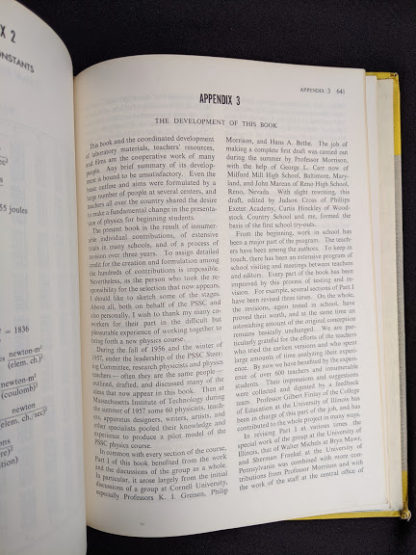 X 2
ONSTANTS
55 joules
= 1836
newton-m²
(elem. ch.)²
newton-m²
(coulomb)²
newton
APPENDIX 3 641
APPENDIX 3
THE DEVELOPMENT OF THIS BOOK
This book and the coordinated development
of laboratory materials, teachers' resources,
and films are the cooperative work of many
people. Any brief summary of its develop-
ment is bound to be unsatisfactory. Even the
basic outline and aims were formulated by a
large number of people at several centers, and
teachers all over the country shared the desire
to make a fundamental change in the presenta-
tion of physics for beginning students.
The present book is the result of innumer-
able individual contributions, of extensive
trials in many schools, and of a process of
revision over three years. To assign detailed
credit for the creation and formulation among
the hundreds of contributions is impossible.
Nevertheless, as the person who took the re-
sponsibility for the selection that now appears,
I should like to sketch some of the stages.
Above all, both on behalf of the PSSC and
also personally, I wish to thank my many co-
workers for their part in the difficult but
pleasurable experience of working together to
bring forth a new physics course.
During the fall of 1956 and the winter of
1957, under the leadership of the PSSC Steer-
ing Committee, research physicists and physics
teachers — often they are the same people —
outlined, drafted, and discussed many of the
ideas that now appear in this book. Then at
Massachusetts Institute of Technology during
the summer of 1957 some 60 physicists, teach-
ers, apparatus designers, writers, artists, and
other specialists pooled their knowledge and
experience to produce a pilot model of the
PSSC physics course.
In common with every section of the course,
Part I of this book benefited from the work
and the discussions of the group as a whole.
In particular, it arose largely from the initial
discussions of a group at Cornell University,
especially Professors K. I. Greisen, Philip
Morrison, and Hans A. Bethe. The job of
making a complete first draft was carried out
during the summer by Professor Morrison,
with the help of George L. Carr now of
Milford Mill High School, Baltimore, Mary-
land, and John Marean of Reno High School,
Reno, Nevada. With slight rewriting, this
draft, edited by Judson Cross of Phillips
Exeter Academy, Curtis Hinckley of Wood-
stock Country School and me, formed the
basis of the first school try-outs.
From the beginning, work in school has
been a major part of the program. The teach-
ers have been among the authors. To keep in
touch, there has been an extensive program of
school visiting and meetings between teachers
and editors. Every part of the book has been
improved by this process of testing and re-
vision. For example, several sections of Part I
have been revised three times. On the whole,
the revisions, again tested in school, have
proved their worth, and at the same time an
astonishing amount of the original conception
remains basically unchanged. We are par-
ticularly grateful for the efforts of the teachers
who tried the earliest version and who spent
large amounts of time analyzing their experi-
ence. By now we have benefited by the experi-
ence of over 600 teachers and innumerable
students. Their impressions and suggestions
were collected and digested by a feedback
team. Professor Gilbert Finlay of the College
of Education at the University of Illinois has
been in charge of this part of the job, and has
contributed to the whole project in many ways.
In revising Part I at various times the
special work of the group at the University of
Illinois, that of Walter Michels at Bryn Mawr,
and Sherman Frankel at the University of
Pennsylvania was combined with more con-
tributions from Professor Morrison and with
the work of the staff at the central office of